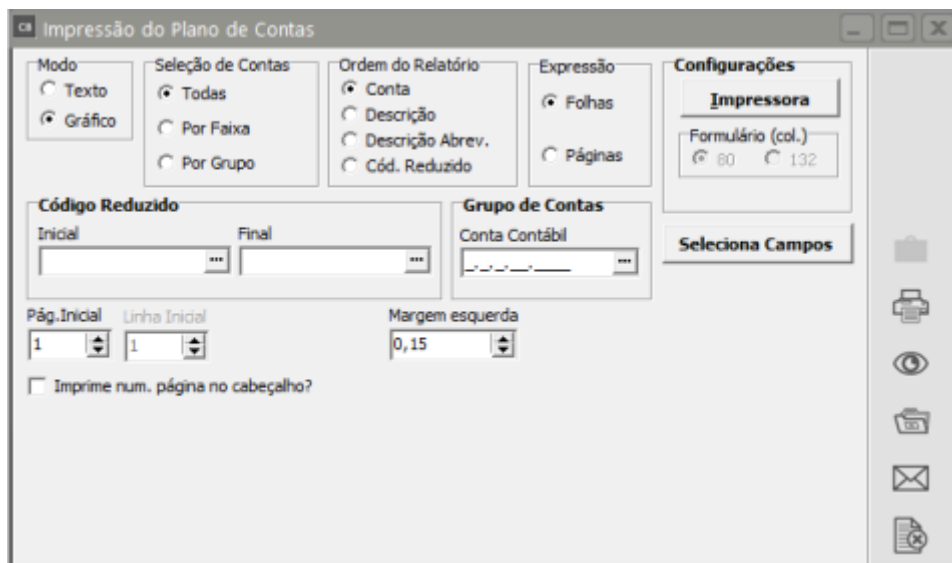 CB Impressão do Plano de Contas
Modo
Texto
Gráfico
Seleção de Contas
Todas
Por Faixa
Por Grupo
Ordem do Relatório
Conta
Descrição
Descrição Abrev.
Cód. Reduzido
Expressão
Folhas
Páginas
Configurações
Impressora
Formulário (col.)
80 132
Código Reduzido
Inicial Final
... ...
Grupo de Contas
Conta Contábil
_._._.__.____ ...
Seleciona Campos
Pág.Inicial Linha Inicial Margem esquerda
1 1 0,15
Imprime num. página no cabeçalho?